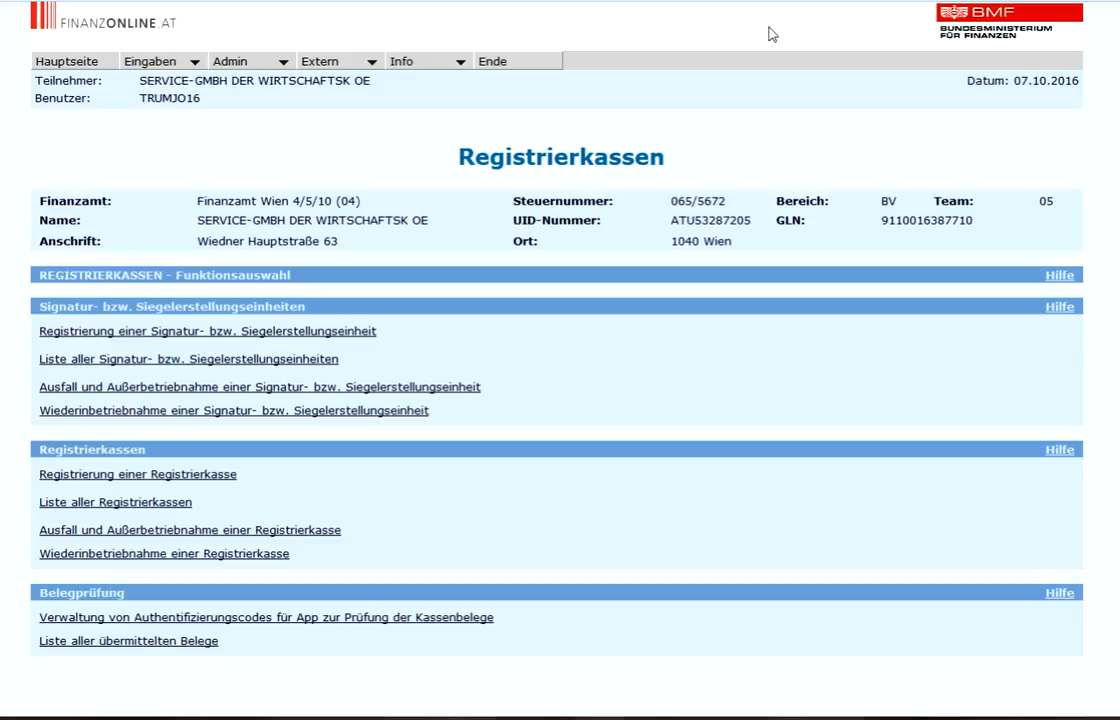 FINANZONLINE.AT
BMF
BUNDESMINISTERIUM
FÜR FINANZEN
Hauptseite Eingaben Admin Extern Info Ende
Teilnehmer: SERVICE-GMBH DER WIRTSCHAFTSK OE Datum: 07.10.2016
Benutzer: TRUMJO16
Registrierkassen
Finanzamt: Finanzamt Wien 4/5/10 (04) Steuernummer: 065/5672 Bereich: BV Team: 05
Name: SERVICE-GMBH DER WIRTSCHAFTSK OE UID-Nummer: ATU53287205 GLN: 9110016387710
Anschrift: Wiedner Hauptstraße 63 Ort: 1040 Wien
REGISTRIERKASSEN - Funktionsauswahl Hilfe
Signatur- bzw. Siegelerstellungseinheiten Hilfe
Registrierung einer Signatur- bzw. Siegelerstellungseinheit
Liste aller Signatur- bzw. Siegelerstellungseinheiten
Ausfall und Außerbetriebnahme einer Signatur- bzw. Siegelerstellungseinheit
Wiederinbetriebnahme einer Signatur- bzw. Siegelerstellungseinheit
Registrierkassen Hilfe
Registrierung einer Registrierkasse
Liste aller Registrierkassen
Ausfall und Außerbetriebnahme einer Registrierkasse
Wiederinbetriebnahme einer Registrierkasse
Belegprüfung Hilfe
Verwaltung von Authentifizierungscodes für App zur Prüfung der Kassenbelege
Liste aller übermittelten Belege